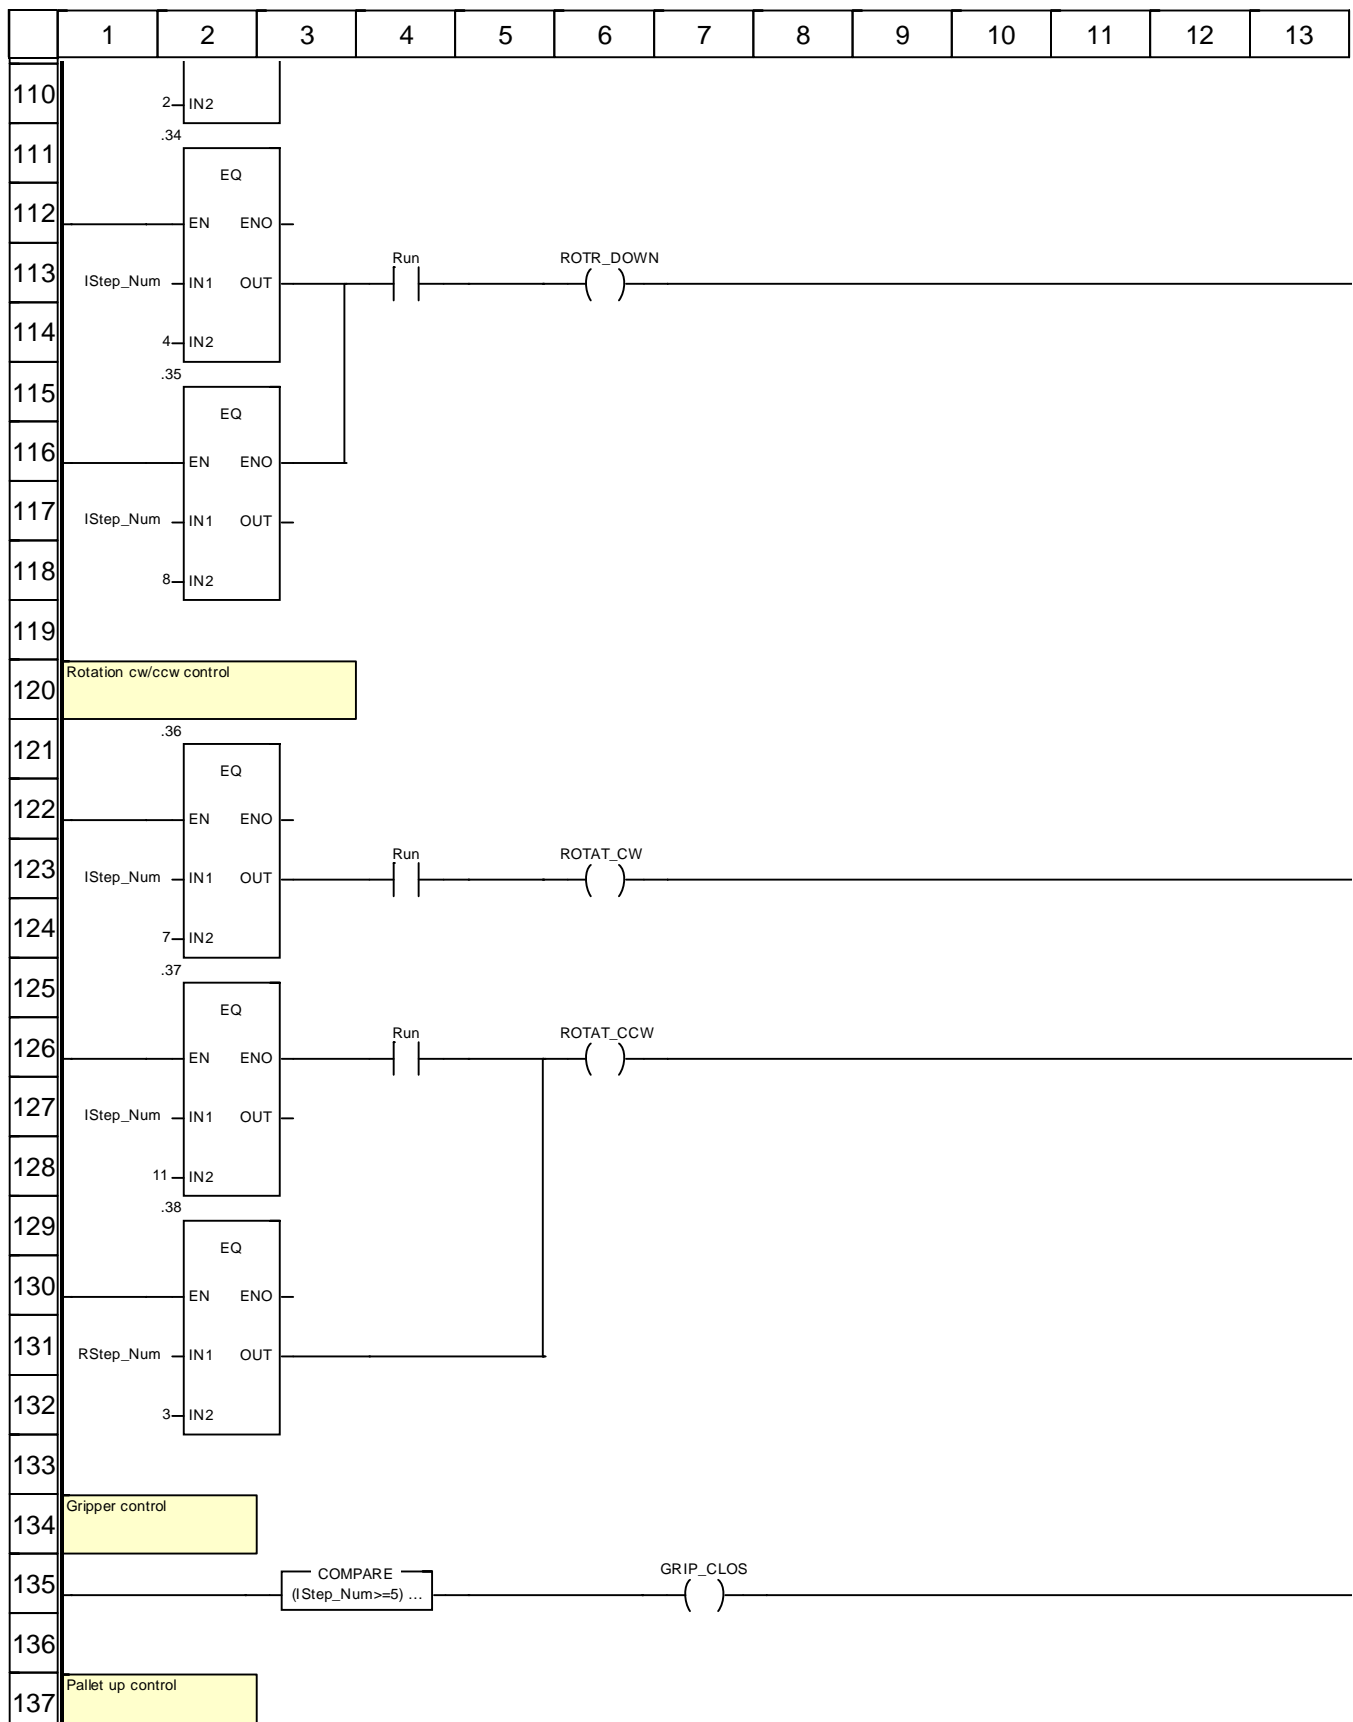 1 2 3 4 5 6 7 8 9 10 11 12 13
110
2 IN2
.34
111
EQ
112
EN ENO
Run ROTR_DOWN
113
IStep_Num IN1 OUT
114
4 IN2
.35
115
EQ
116
EN ENO
117
IStep_Num IN1 OUT
118
8 IN2
119
Rotation cw/ccw control
120
.36
121
EQ
122
EN ENO
Run ROTAT_CW
123
IStep_Num IN1 OUT
124
7 IN2
.37
125
EQ
Run ROTAT_CCW
126
EN ENO
127
IStep_Num IN1 OUT
128
11 IN2
.38
129
EQ
130
EN ENO
131
RStep_Num IN1 OUT
132
3 IN2
133
Gripper control
134
COMPARE GRIP_CLOS
135
(IStep_Num>=5) ...
136
Pallet up control
137